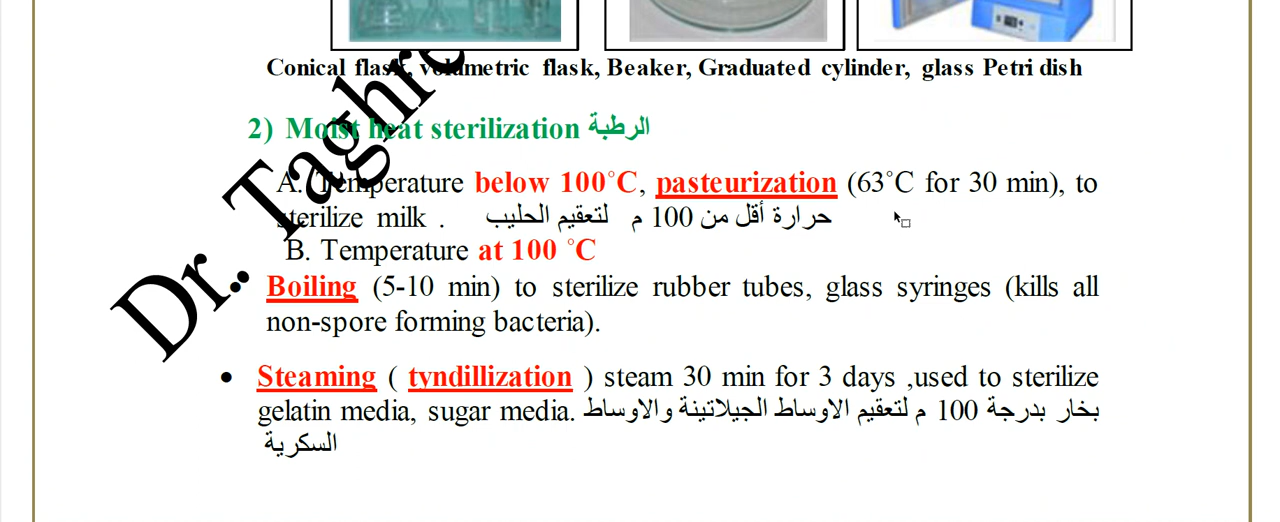 Conical flask, volumetric flask, Beaker, Graduated cylinder, glass Petri dish
2) Moist heat sterilization الرطبة
A. Temperature below 100°C, pasteurization (63°C for 30 min), to
sterilize milk . حرارة أقل من 100 م لتعقيم الحليب
B. Temperature at 100 °C
• Boiling (5-10 min) to sterilize rubber tubes, glass syringes (kills all
non-spore forming bacteria).
• Steaming ( tyndillization ) steam 30 min for 3 days ,used to sterilize
gelatin media, sugar media. بخار بدرجة 100 م لتعقيم الاوساط الجيلاتينة والاوساط
السكرية
Dr.. Taghre